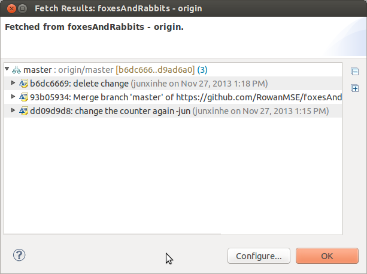 Fetch Results: foxesAndRabbits - origin
Fetched from foxesAndRabbits - origin.
master : origin/master [b6dc666..d9ad6a0] (3)
b6dc6669: delete change (junxinhe on Nov 27, 2013 1:18 PM)
93b05934: Merge branch 'master' of https://github.com/RowanMSE/foxesAnd
dd09d9d8: change the counter again -jun (junxinhe on Nov 27, 2013 1:15 PM)
Configure...
OK